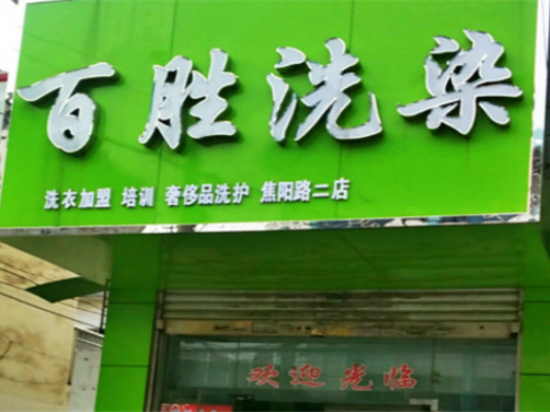 百胜洗染
洗衣加盟 培训 奢侈品洗护 焦阳路二店
欢迎光临